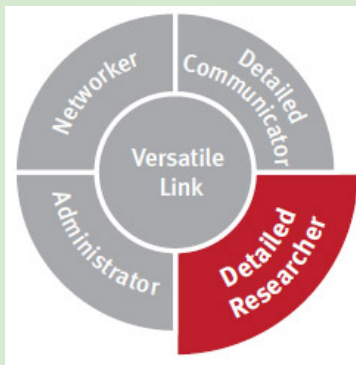 Networker
Detailed
Communicator
Versatile
Link
Administrator
Detailed
Researcher